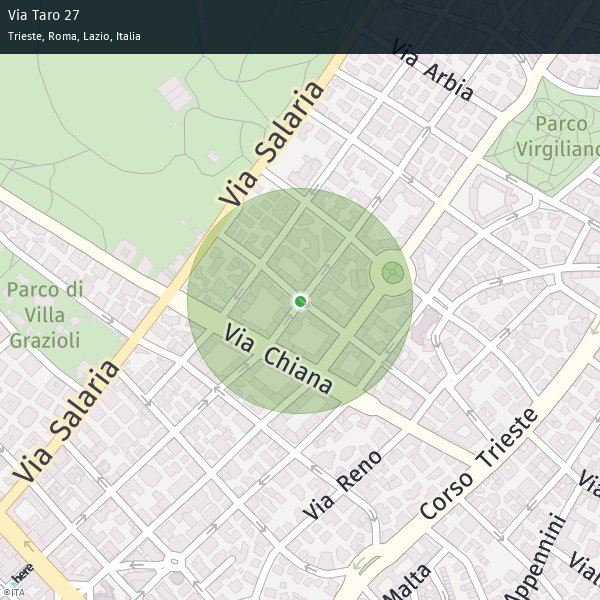 Via Taro 27
Trieste, Roma, Lazio, Italia
Via Arbia
Via Salaria
Parco
Virgiliano
Parco di
Villa
Grazioli
Via Chiana
Via Salaria
Via Reno
Corso Trieste
Via
Appennini
Via
Malta
here
©ITA